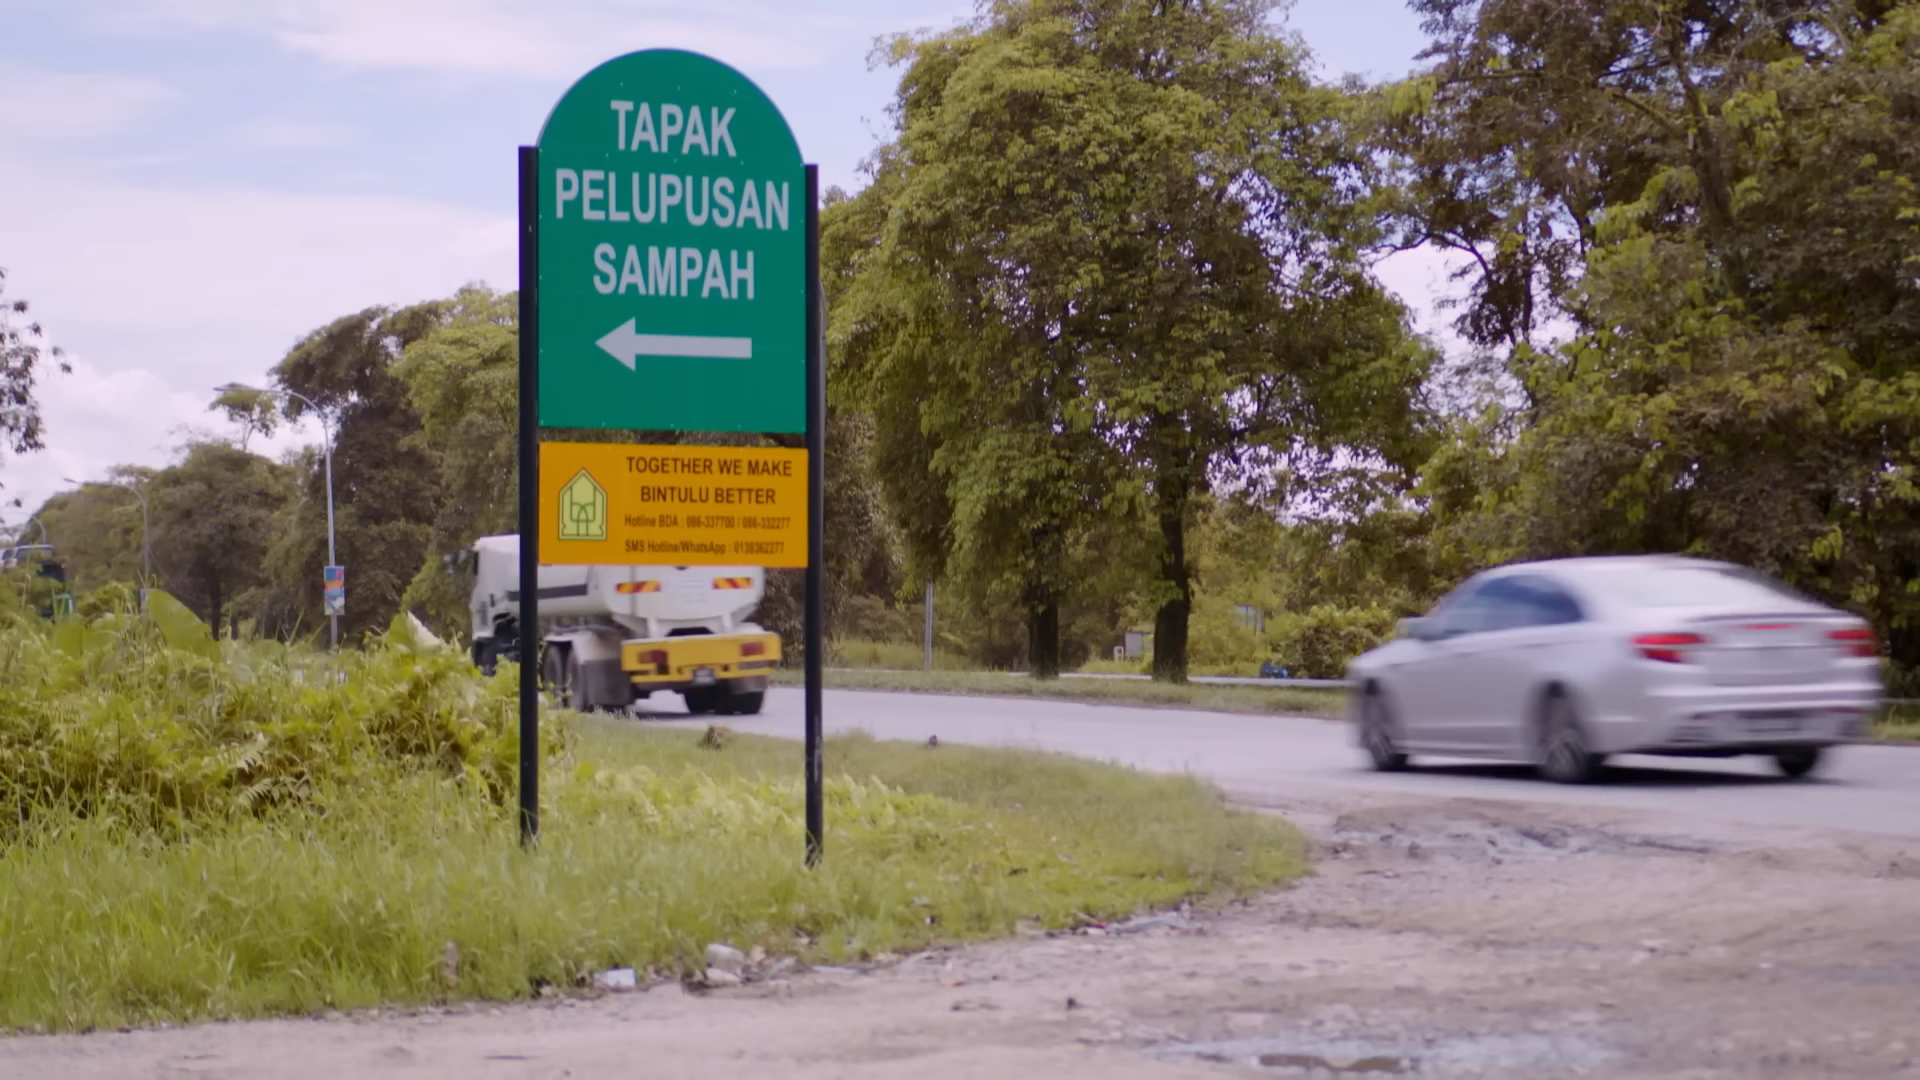 TAPAK
PELUPUSAN
SAMPAH
TOGETHER WE MAKE
BINTULU BETTER
Hotline BDA : 086-337700 / 086-332277
SMS Hotline/WhatsApp : 0138362277